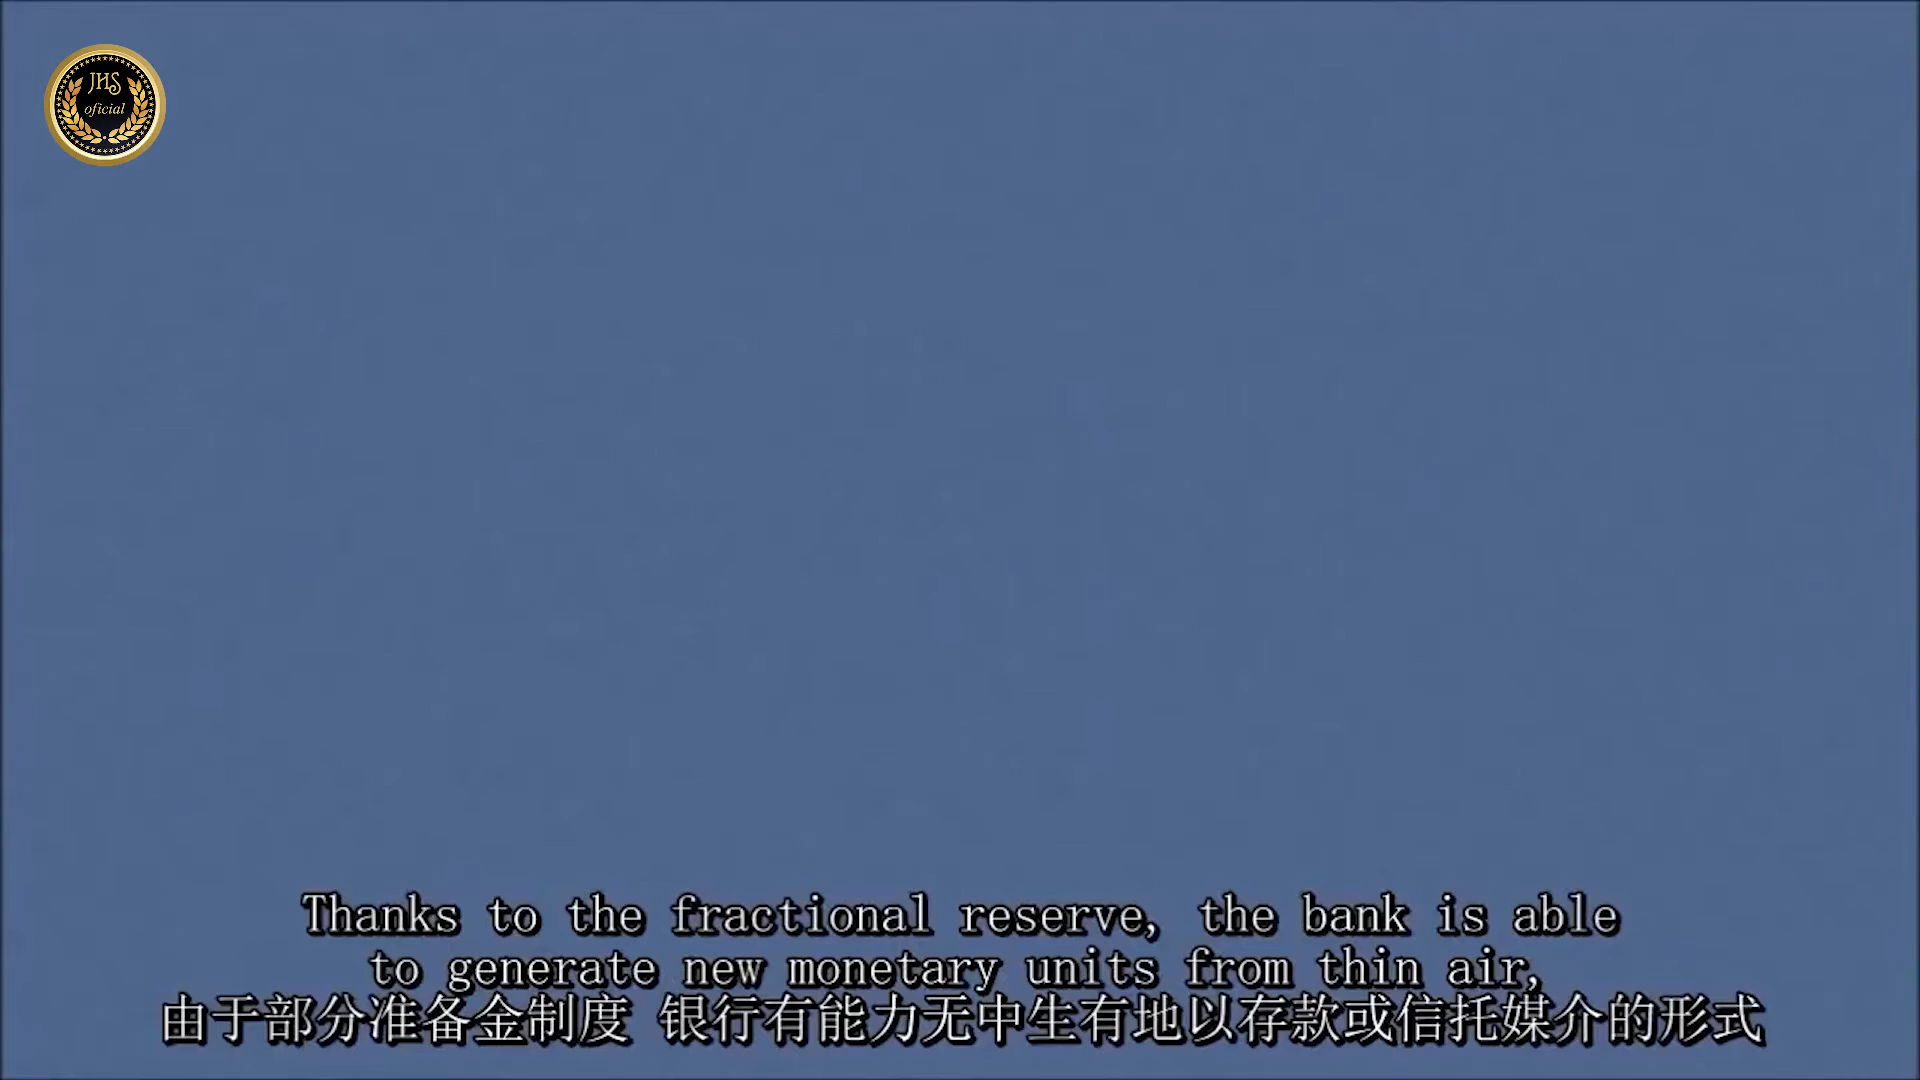 JHS
oficial
Thanks to the fractional reserve, the bank is able
to generate new monetary units from thin air,
由于部分准备金制度 银行有能力无中生有地以存款或信托媒介的形式